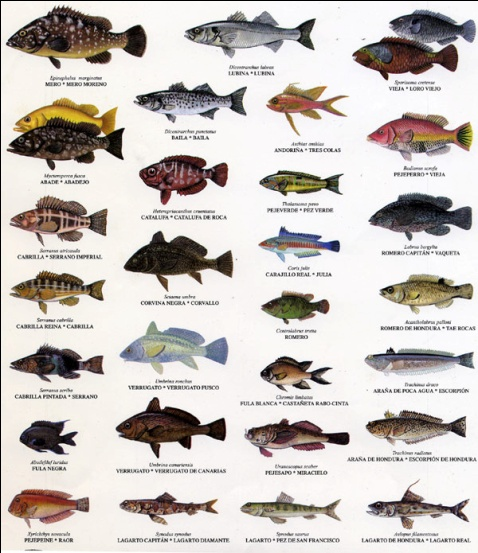 Epinephelus marginatus
MERO * MERO MORENO
Dicentrarchus labrax
LUBINA * LUBINA
Sparisoma cretense
VIEJA * LORO VIEJO
Dicentrarchus punctatus
BAILA * BAILA
Anthias anthias
ANDORIÑA * TRES COLAS
Mycteroperca fusca
ABADE * ABADEJO
Bodianus scrofa
PEJEPERRO * VIEJA
Heteropriacanthus cruentatus
CATALUFA * CATALUFA DE ROCA
Thalassoma pavo
PEJEVERDE * PEZ VERDE
Serranus atricauda
CABRILLA * SERRANO IMPERIAL
Labrus bergylta
ROMERO CAPITÁN * VAQUETA
Coris julis
CABAJILLO REAL * JULIA
Sciaena umbra
CORVINA NEGRA * CORVALLO
Serranus cabrilla
CABRILLA REINA * CABRILLA
ROMERO
Acantholabrus palloni
ROMERO DE HONDURA * TAE ROCAS
Umbrina ronchus
VERRUGATO * VERRUGATO FUSCO
Serranus scriba
CABRILLA PINTADA * SERRANO
Chromis limbatus
FULA BLANCA * CASTAÑETA RABO-CINTA
Trachinus draco
ARAÑA DE POCA AGUA * ESCORPIÓN
Abudefduf luridus
FULA NEGRA
Umbrina canariensis
VERRUGATO * VERRUGATO DE CANARIAS
Uranoscopus scaber
PEJESAPO * MIRACIELO
Trachinus radiatus
ARAÑA DE HONDURA * ESCORPIÓN DE HONDURA
Xyrichthys novacula
PEJEPEINE * RAOR
Synodus synodus
LAGARTO CAPITÁN * LAGARTO DIAMANTE
Synodus saurus
LAGARTO * PEZ DE SAN FRANCISCO
Aulopus filamentosus
LAGARTO DE HONDURA * LAGARTO REAL